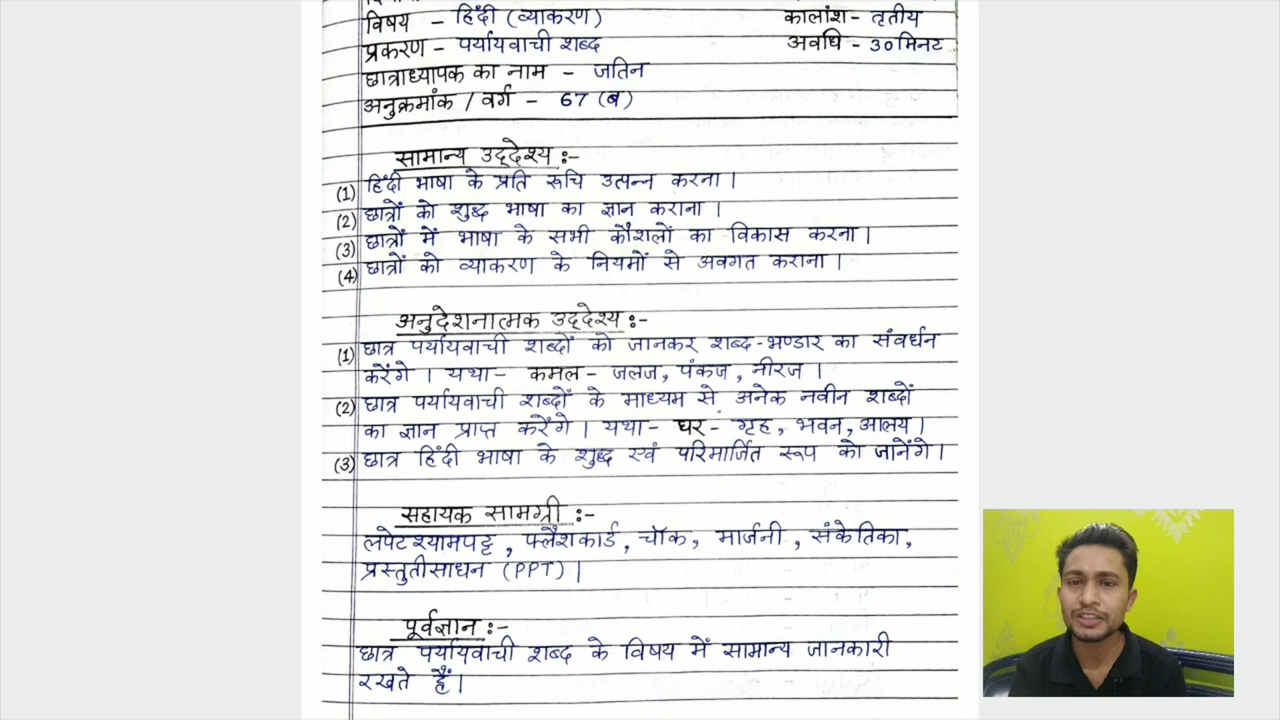 विषय - हिंदी (व्याकरण) कालांश - तृतीय
प्रकरण - पर्यायवाची शब्द अवधि - 30 मिनट
छात्राध्यापक का नाम - जतिन
अनुक्रमांक / वर्ग - 67 (ब)
सामान्य उद्देश्य :-
(1) हिंदी भाषा के प्रति रूचि उत्पन्न करना।
(2) छात्रों को शुद्ध भाषा का ज्ञान कराना।
(3) छात्रों में भाषा के सभी कौशलों का विकास करना।
(4) छात्रों को व्याकरण के नियमों से अवगत कराना।
अनुदेशनात्मक उद्देश्य :-
(1) छात्र पर्यायवाची शब्दों को जानकर शब्द-भण्डार का संवर्धन
करेंगे। यथा- कमल - जलज, पंकज, नीरज।
(2) छात्र पर्यायवाची शब्दों के माध्यम से अनेक नवीन शब्दों
का ज्ञान प्राप्त करेंगे। यथा- घर - गृह, भवन, आलय।
(3) छात्र हिंदी भाषा के शुद्ध एवं परिमार्जित रूप को जानेंगे।
सहायक सामग्री :-
लपेटश्यामपट्ट, फ्लैशकार्ड, चॉक, मार्जनी, संकेतिका,
प्रस्तुतीसाधन (PPT)।
पूर्वज्ञान :-
छात्र पर्यायवाची शब्द के विषय में सामान्य जानकारी
रखते हैं।